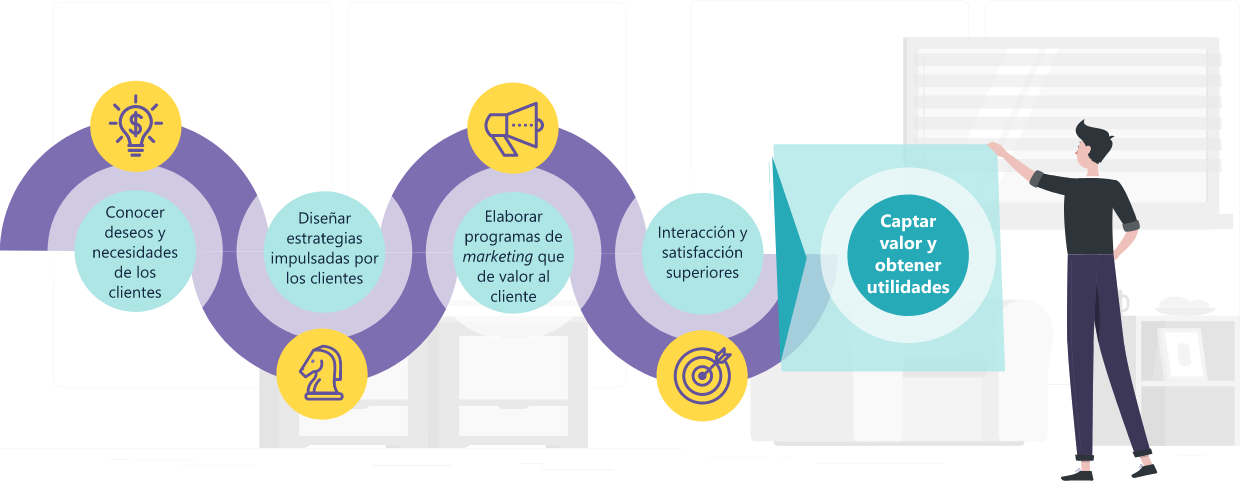 Conocer
deseos y
necesidades
de los
clientes
Diseñar
estrategias
impulsadas por
los clientes
Elaborar
programas de
marketing que
de valor al
cliente
Interacción y
satisfacción
superiores
Captar
valor y
obtener
utilidades